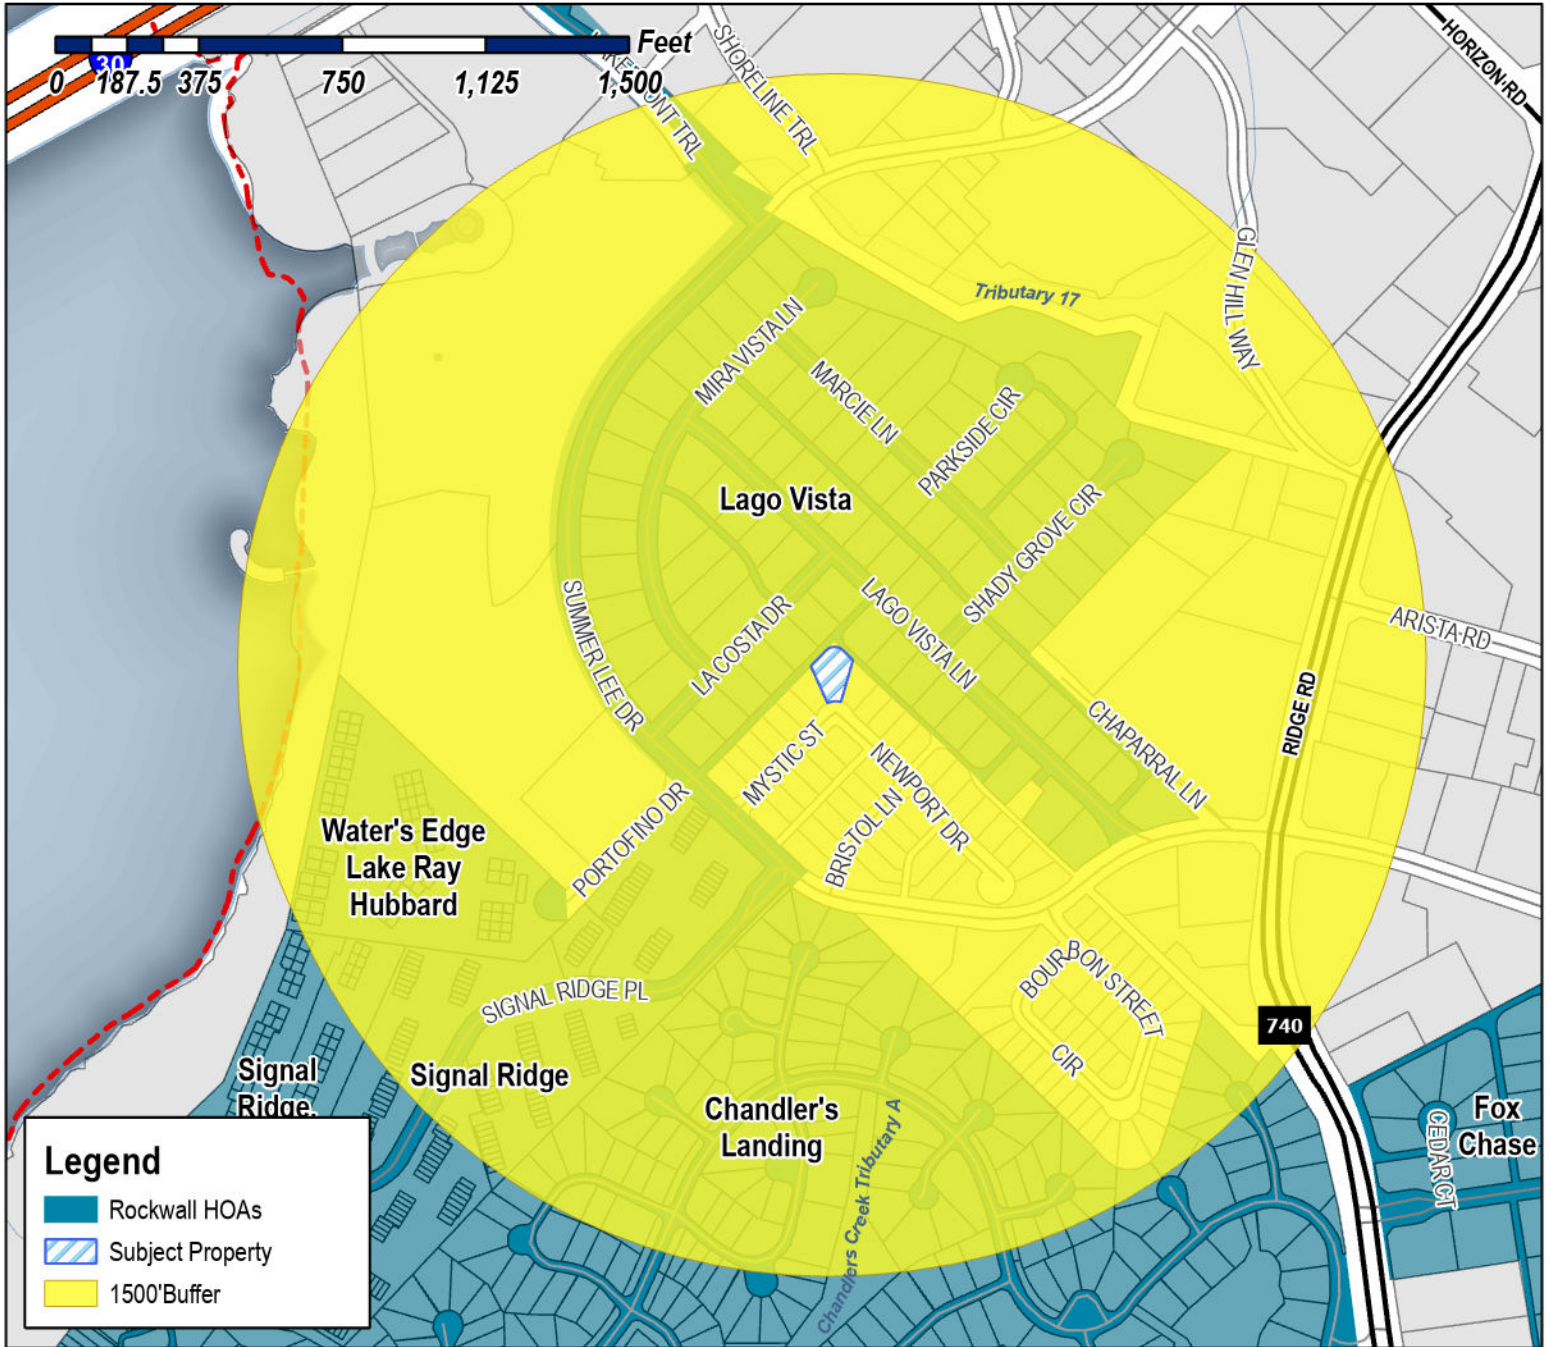 Feet
0 187.5 375 750 1,125 1,500
30
LAKEFRONT TRL
SHORELINE TRL
HORIZON RD
GLEN HILL WAY
Tributary 17
MIRA VISTA LN
MARCIE LN
PARKSIDE CIR
Lago Vista
SHADY GROVE CIR
SUMMER LEE DR
LA COSTA DR
LAGO VISTA LN
ARISTA RD
RIDGE RD
CHAPARRAL LN
MYSTIC ST
NEWPORT DR
BRISTOL LN
PORTOFINO DR
Water's Edge
Lake Ray
Hubbard
SIGNAL RIDGE PL
BOURBON STREET
CIR
740
Signal
Ridge,
Signal Ridge
Chandler's
Landing
Chandlers Creek Tributary A
Fox
Chase
CEDAR CT
Legend
Rockwall HOAs
Subject Property
1500'Buffer